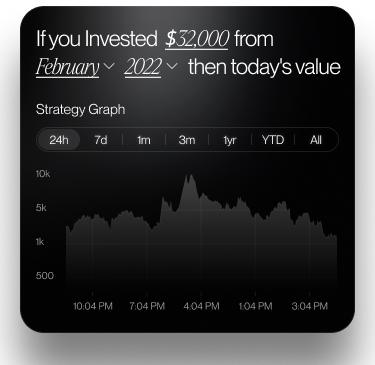 If you Invested $32,000 from
February 2022 then today's value
Strategy Graph
24h 7d 1m 3m 1yr YTD All
10k
5k
1k
500
10:04 PM 7:04 PM 4:04 PM 1:04 PM 3:04 PM